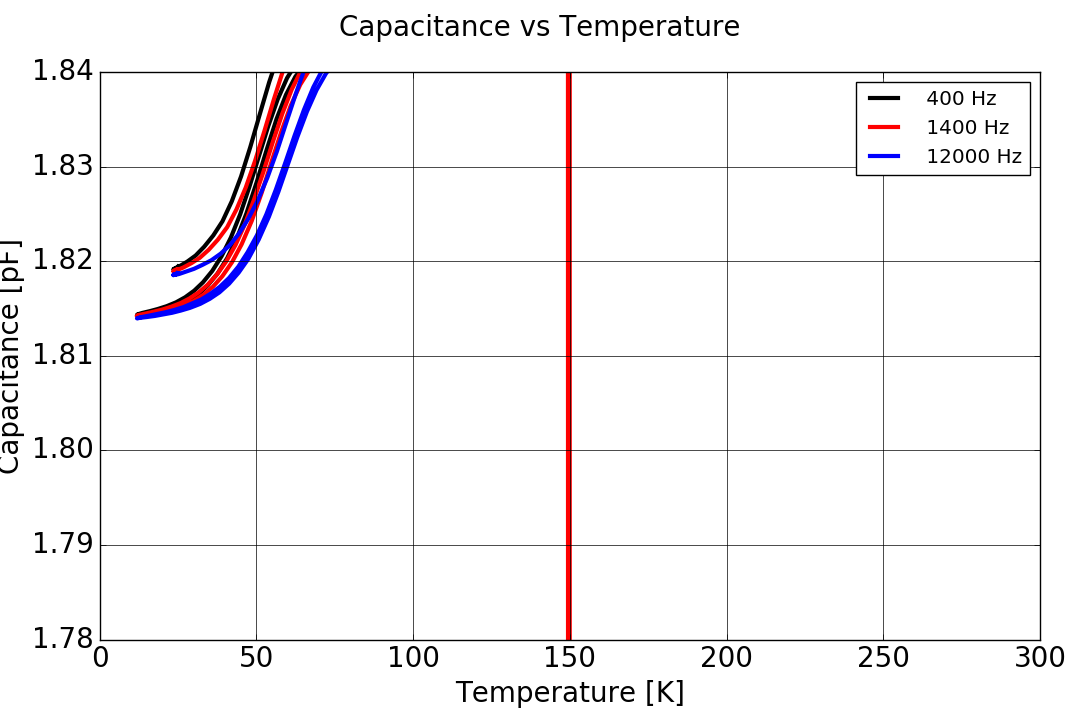 Capacitance vs Temperature
1.84
1.83
1.82
1.81
1.80
1.79
1.78
Capacitance [pF]
400 Hz
1400 Hz
12000 Hz
0 50 100 150 200 250 300
Temperature [K]